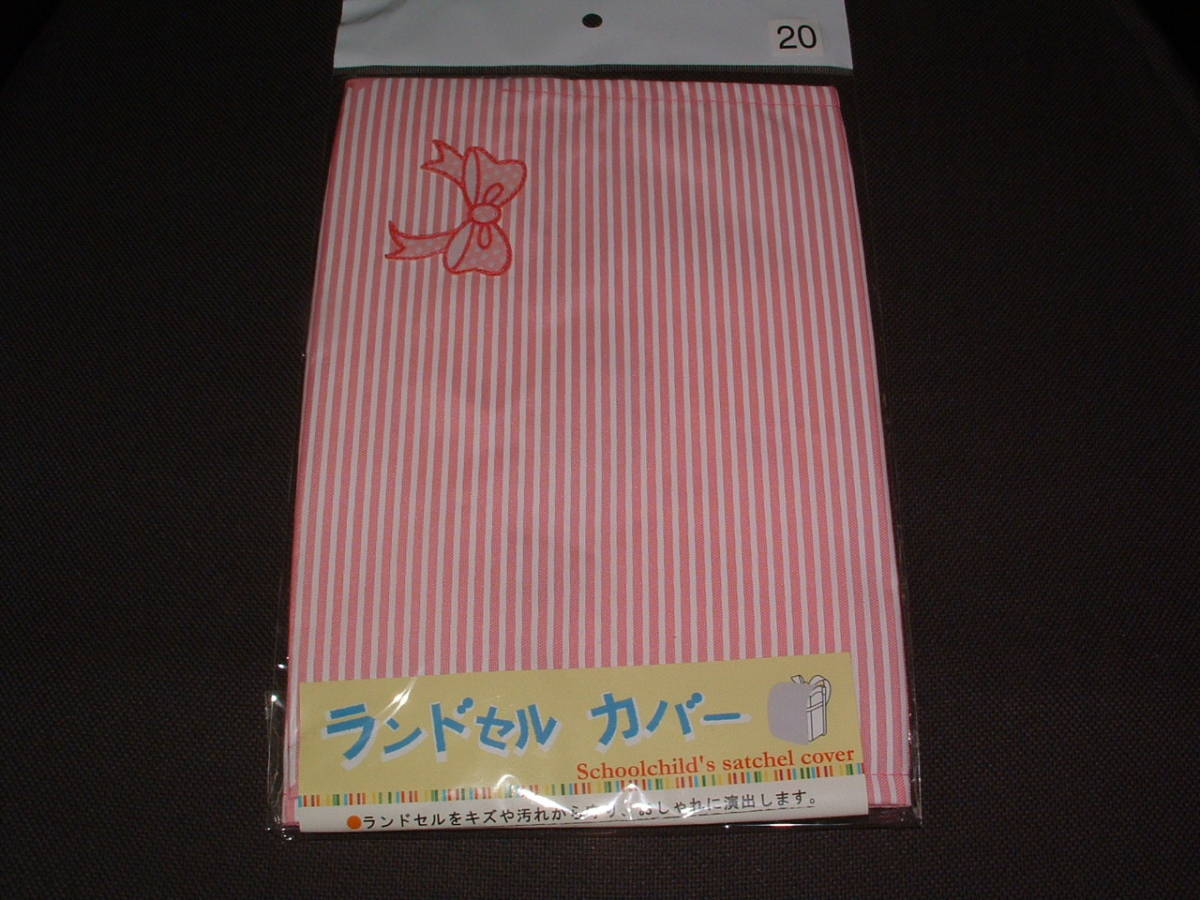 20
ランドセル カバー
Schoolchild's satchel cover
●ランドセルをキズや汚れから守り、おしゃれに演出します。